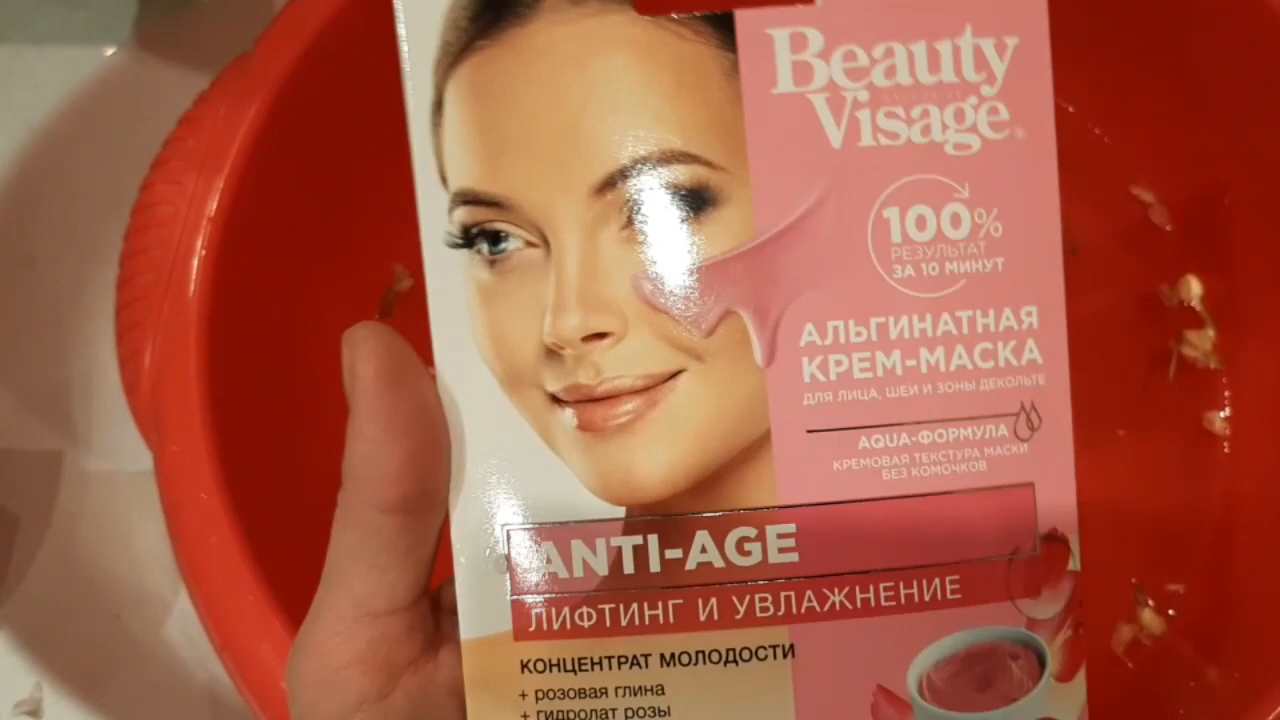 Beauty
Visage
100%
РЕЗУЛЬТАТ
ЗА 10 МИНУТ
АЛЬГИНАТНАЯ
КРЕМ-МАСКА
ДЛЯ ЛИЦА, ШЕИ И ЗОНЫ ДЕКОЛЬТЕ
AQUA-ФОРМУЛА
КРЕМОВАЯ ТЕКСТУРА МАСКИ
БЕЗ КОМОЧКОВ
ANTI-AGE
ЛИФТИНГ И УВЛАЖНЕНИЕ
КОНЦЕНТРАТ МОЛОДОСТИ
+ розовая глина
+ гидролат розы